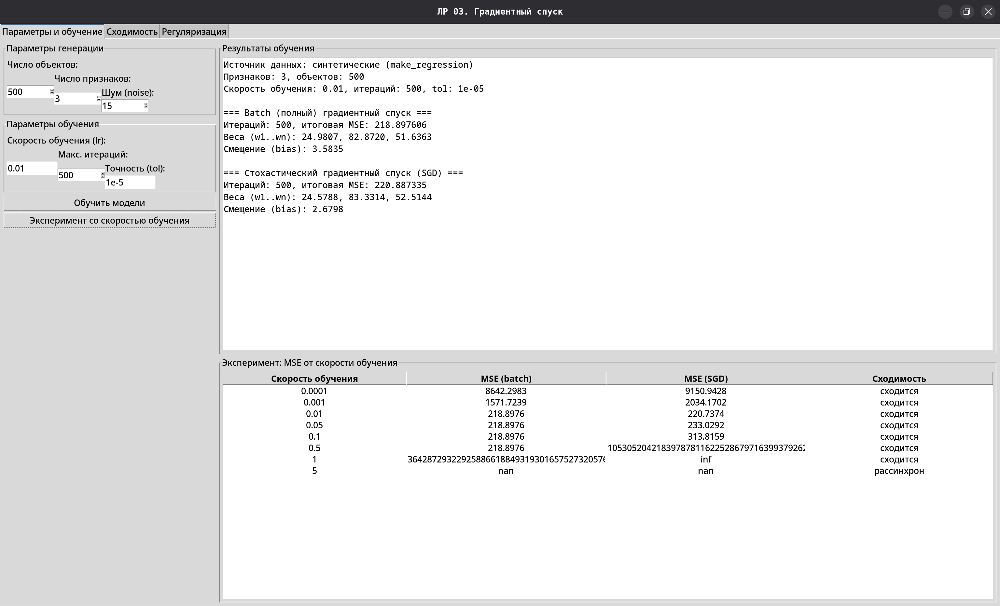 ЛР 03. Градиентный спуск
Параметры и обучение Сходимость Регуляризация
Параметры генерации
Число объектов:
Число признаков:
Шум (noise):
500
3
15
Параметры обучения
Скорость обучения (lr):
Макс. итераций:
Точность (tol):
0.01
500
1e-5
Обучить модели
Эксперимент со скоростью обучения
Результаты обучения
Источник данных: синтетические (make_regression)
Признаков: 3, объектов: 500
Скорость обучения: 0.01, итераций: 500, tol: 1e-05
=== Batch (полный) градиентный спуск ===
Итераций: 500, итоговая MSE: 218.897606
Веса (w1..wn): 24.9807, 82.8720, 51.6363
Смещение (bias): 3.5835
=== Стохастический градиентный спуск (SGD) ===
Итераций: 500, итоговая MSE: 220.887335
Веса (w1..wn): 24.5788, 83.3314, 52.5144
Смещение (bias): 2.6798
Эксперимент: MSE от скорости обучения
Скорость обучения MSE (batch) MSE (SGD) Сходимость
0.0001 8642.2983 9150.9428 сходится
0.001 1571.7239 2034.1702 сходится
0.01 218.8976 220.7374 сходится
0.05 218.8976 233.0292 сходится
0.1 218.8976 313.8159 сходится
0.5 218.8976 10530520421839787811622528679716399379262 сходится
1 36428729322925886618849319301657527320576 inf сходится
5 nan nan рассинхрон